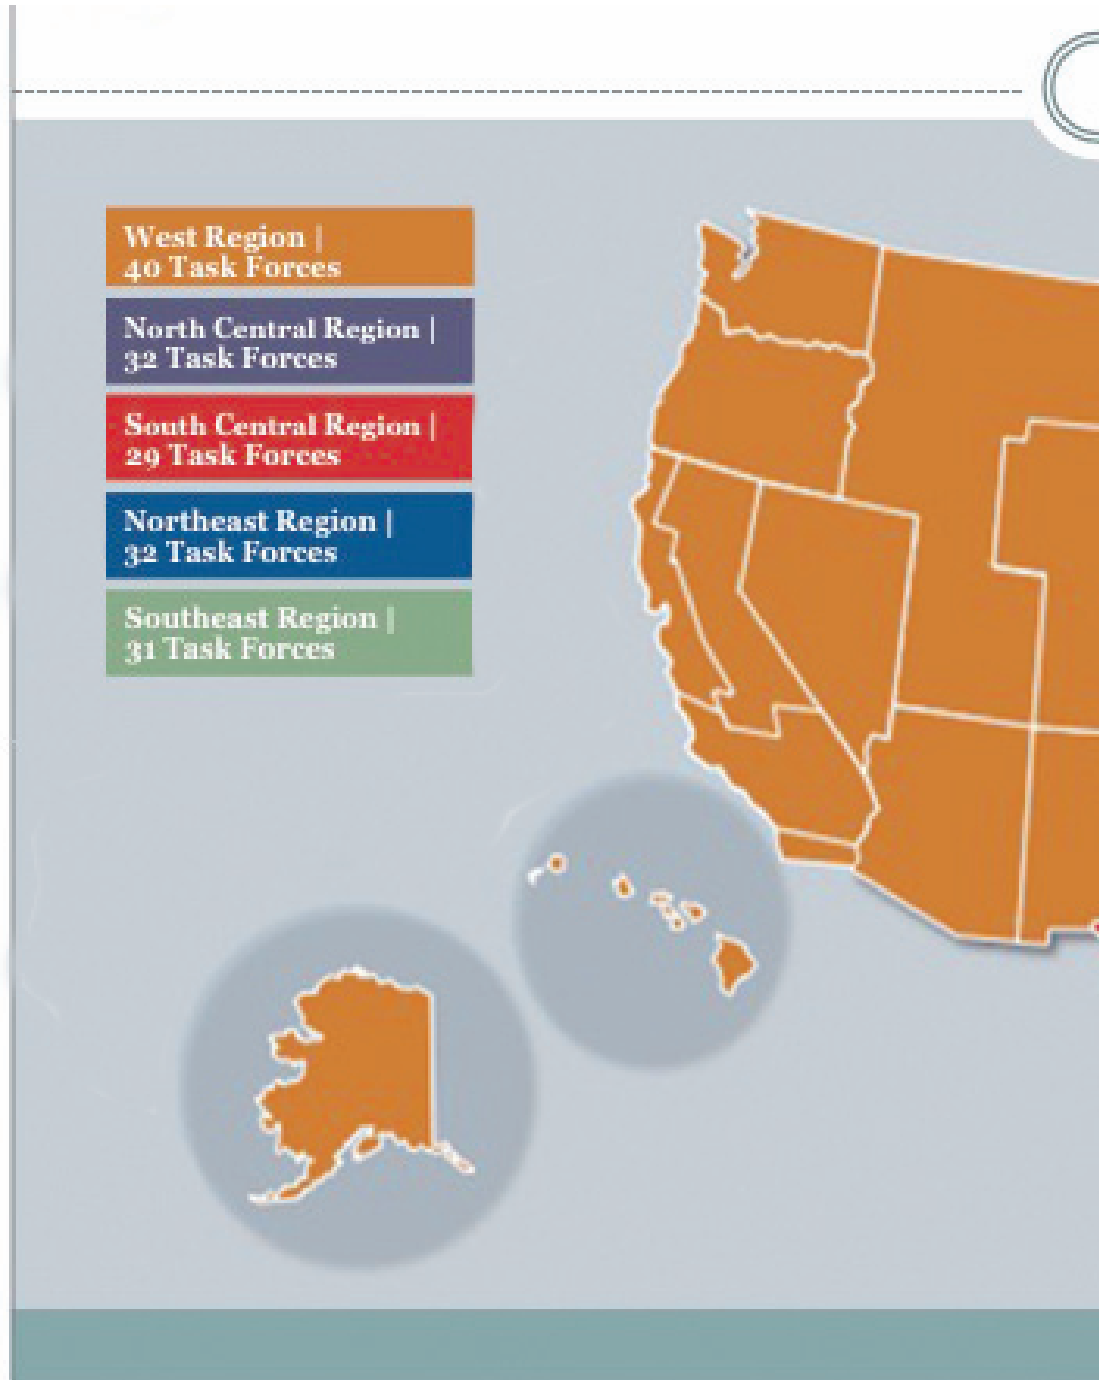 West Region |
40 Task Forces
North Central Region |
32 Task Forces
South Central Region |
29 Task Forces
Northeast Region |
32 Task Forces
Southeast Region |
31 Task Forces